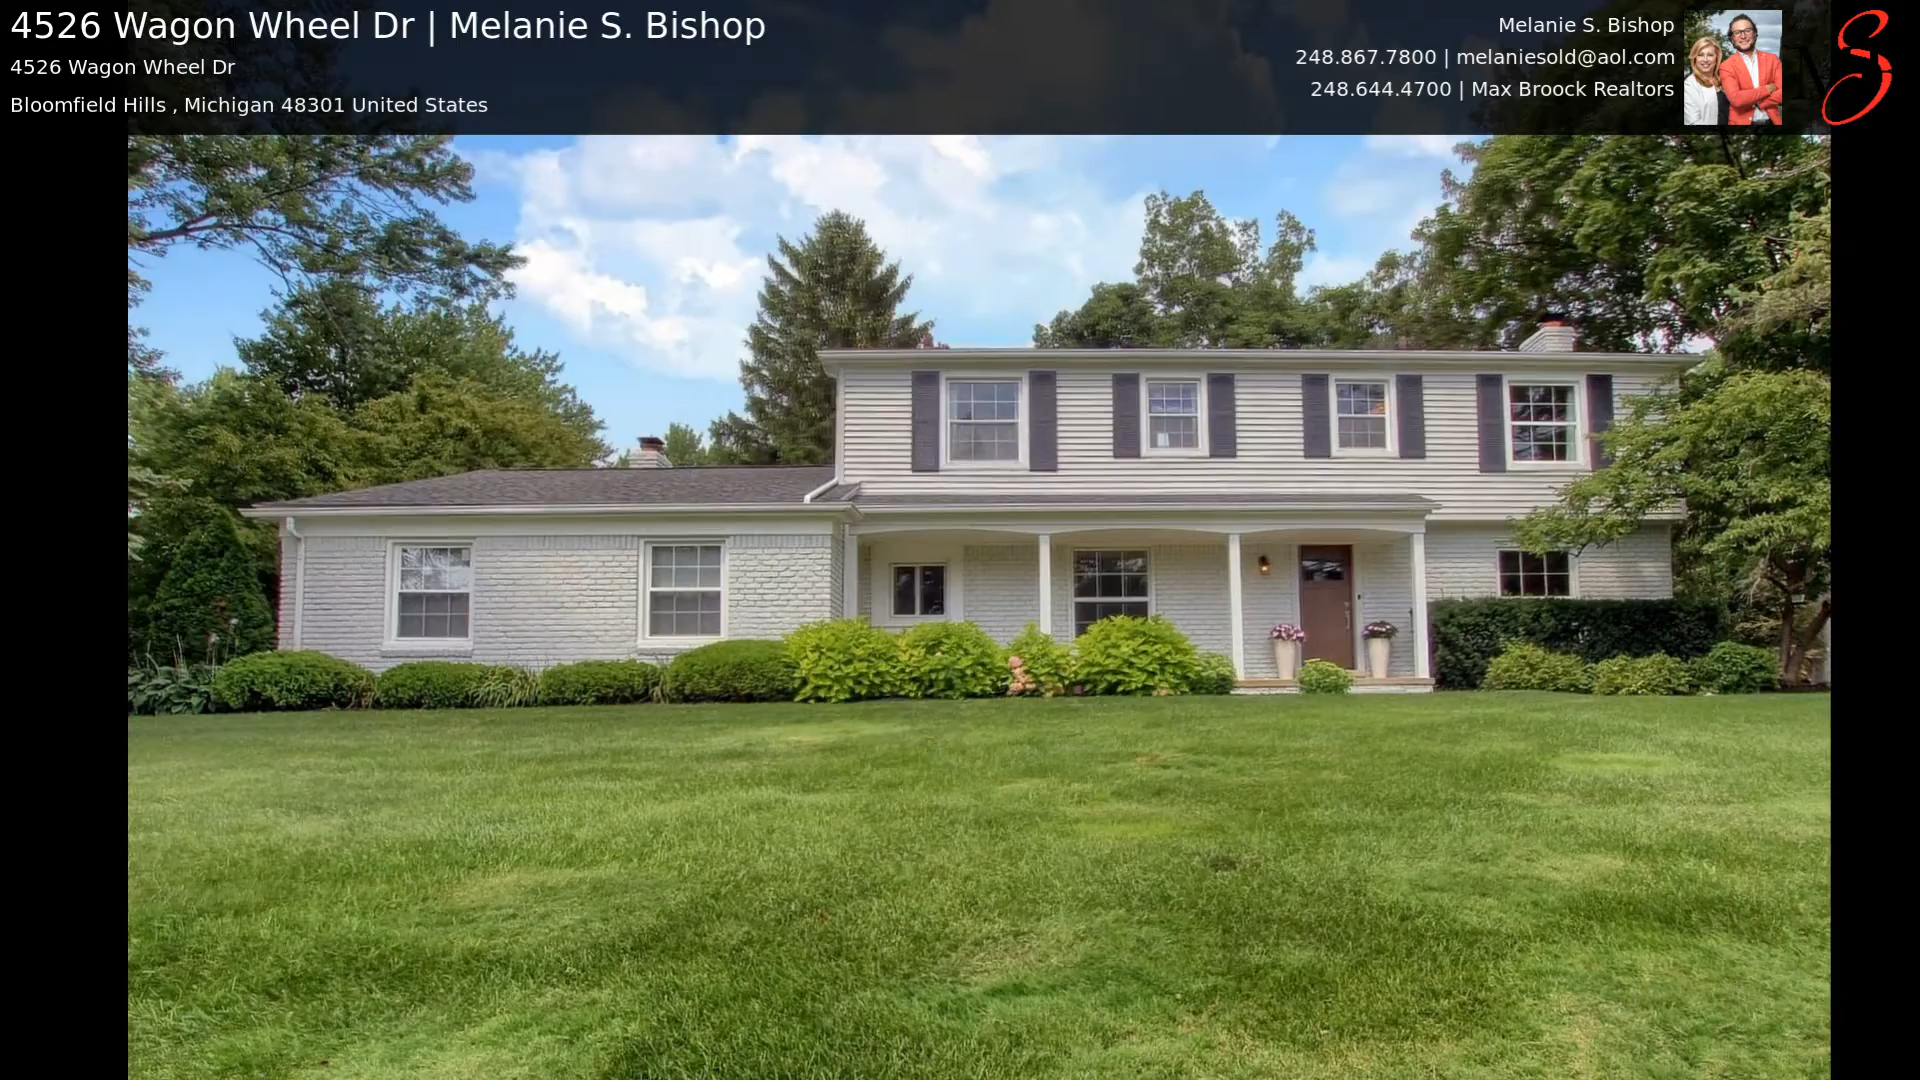 4526 Wagon Wheel Dr | Melanie S. Bishop
4526 Wagon Wheel Dr
Bloomfield Hills , Michigan 48301 United States
Melanie S. Bishop
248.867.7800 | melaniesold@aol.com
248.644.4700 | Max Broock Realtors
S